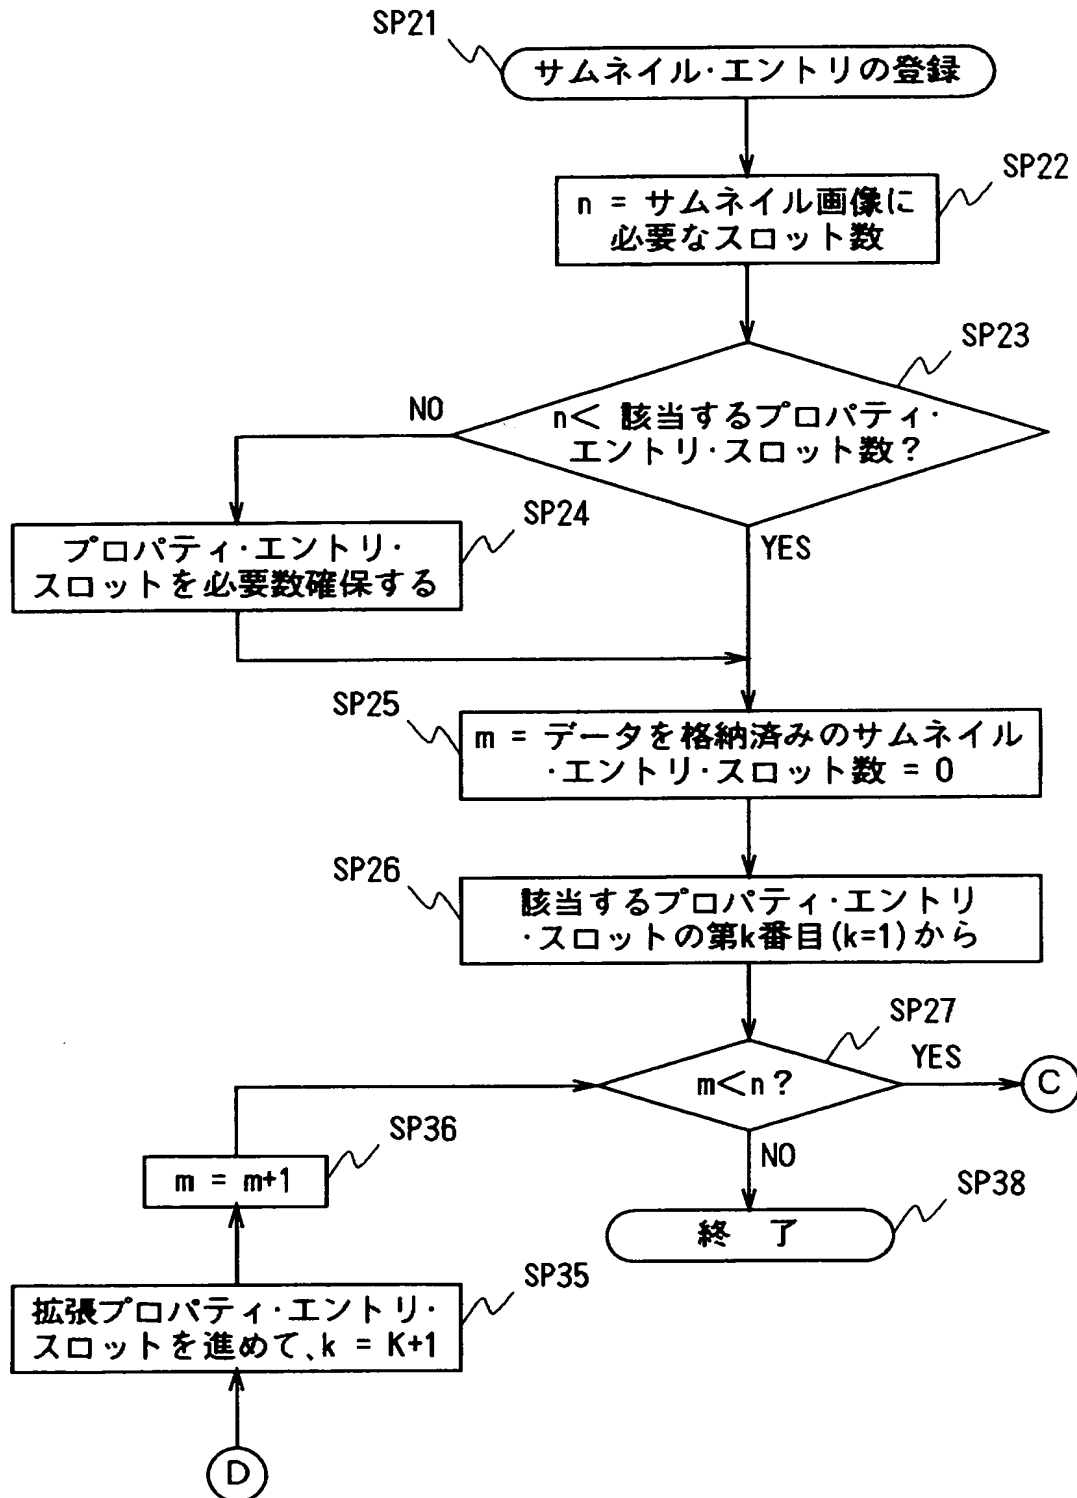 SP21
サムネイル·エントリの登録
SP22
n = サムネイル画像に
必要なスロット数
SP23
n< 該当するプロパティ·
エントリ·スロット数?
NO
YES
SP24
プロパティ·エントリ·
スロットを必要数確保する
SP25
m = データを格納済みのサムネイル
·エントリ·スロット数 = 0
SP26
該当するプロパティ·エントリ
·スロットの第k番目(k=1)から
SP27
m<n?
YES
C
NO
SP36
m = m+1
SP38
終 了
SP35
拡張プロパティ·エントリ·
スロットを進めて、k = K+1
D